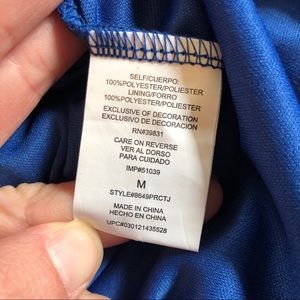 SELF/CUERPO:
100%POLYESTER/POLIESTER
LINING/FORRO
100%POLYESTER/POLIESTER
EXCLUSIVE OF DECORATION
EXCLUSIVO DE DECORACION
RN#39831
CARE ON REVERSE
VER AL DORSO
PARA CUIDADO
IMP#51039
M
STYLE#8649PRCTJ
MADE IN CHINA
HECHO EN CHINA
UPC#030121435528